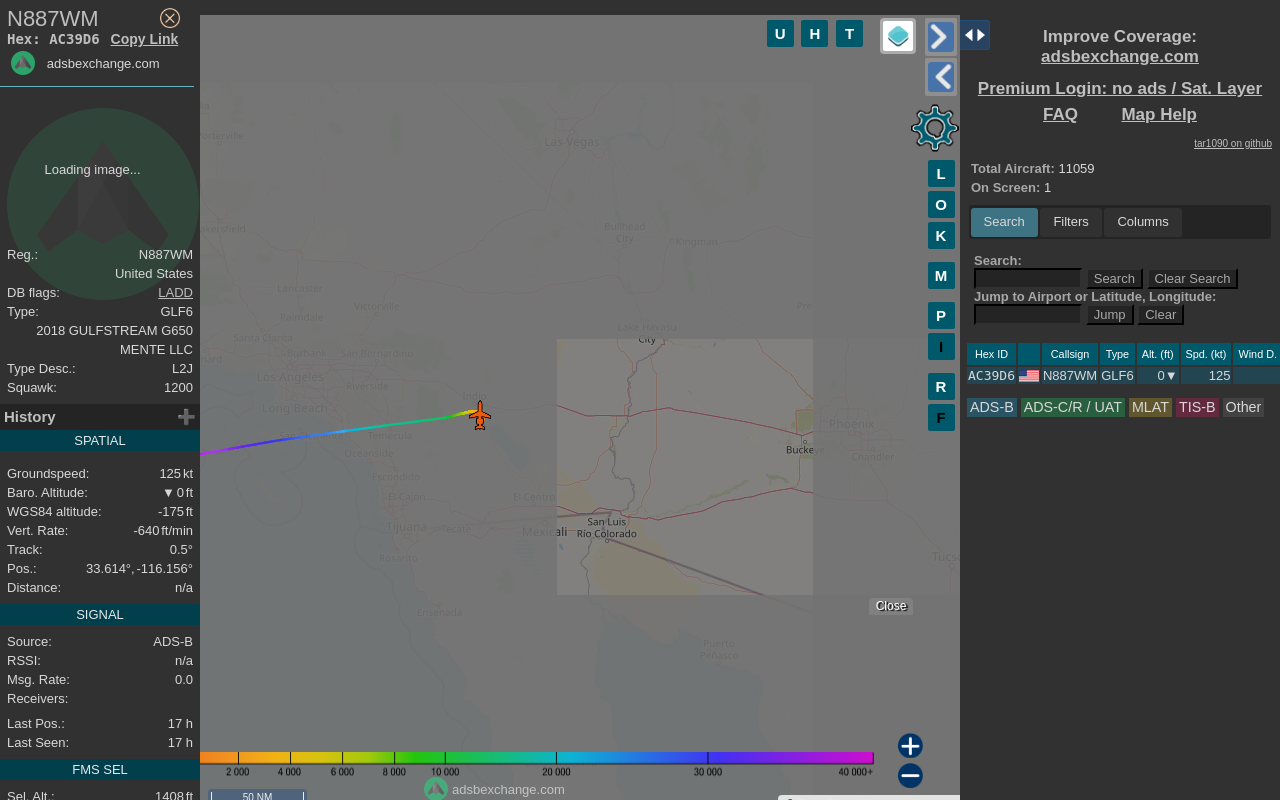 N887WM
Hex: AC39D6 Copy Link
adsbexchange.com
Loading image...
Reg.: N887WM
United States
DB flags: LADD
Type: GLF6
2018 GULFSTREAM G650
MENTE LLC
Type Desc.: L2J
Squawk: 1200
History
SPATIAL
Groundspeed: 125 kt
Baro. Altitude: ▼ 0 ft
WGS84 altitude: -175 ft
Vert. Rate: -640 ft/min
Track: 0.5°
Pos.: 33.614°, -116.156°
Distance: n/a
SIGNAL
Source: ADS-B
RSSI: n/a
Msg. Rate: 0.0
Receivers:
Last Pos.: 17 h
Last Seen: 17 h
FMS SEL
Sel. Alt.: 1408 ft
U H T
L
O
K
M
P
I
R
F
Las Vegas
Bullhead
City
Kingman
Lancaster
Victorville
Palmdale
Santa Clarita
Burbank
San Bernardino
Los Angeles
Riverside
Long Beach
Temecula
Oceanside
Escondido
El Cajon
El Centro
Tijuana
Tecate
Mexicali
Rosarito
Ensenada
Lake Havasu
City
Phoenix
Buckeye
Chandler
San Luis
Río Colorado
Puerto
Peñasco
Close
2 000 4 000 6 000 8 000 10 000 20 000 30 000 40 000+
adsbexchange.com
50 NM
Improve Coverage:
adsbexchange.com
Premium Login: no ads / Sat. Layer
FAQ Map Help
tar1090 on github
Total Aircraft: 11059
On Screen: 1
Search Filters Columns
Search:
Search Clear Search
Jump to Airport or Latitude, Longitude:
Jump Clear
Hex ID Callsign Type Alt. (ft) Spd. (kt) Wind D.
AC39D6 N887WM GLF6 0▼ 125
ADS-B ADS-C/R / UAT MLAT TIS-B Other